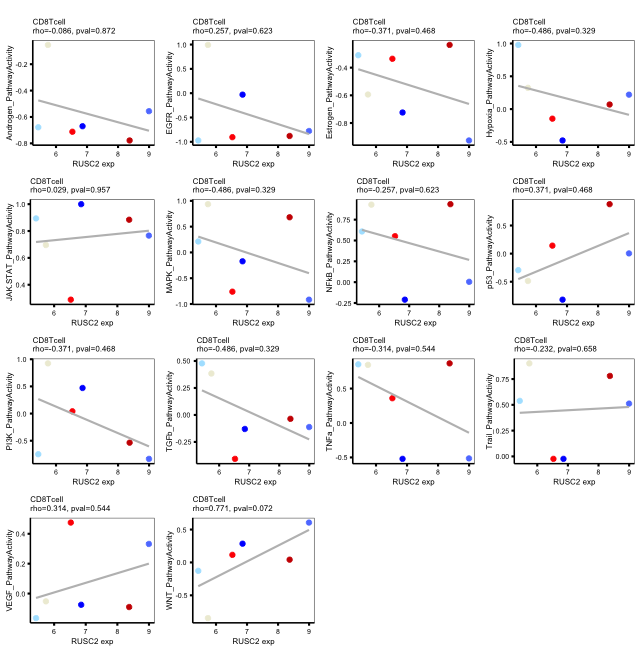 CD8Tcell
rho=-0.086, pval=0.872
Androgen_PathwayActivity
-0.2
-0.4
-0.6
-0.8
6
7
8
9
RUSC2 exp
CD8Tcell
rho=0.257, pval=0.623
EGFR_PathwayActivity
1.0
0.5
0.0
-0.5
-1.0
6
7
8
9
RUSC2 exp
CD8Tcell
rho=-0.371, pval=0.468
Estrogen_PathwayActivity
-0.4
-0.6
-0.8
6
7
8
9
RUSC2 exp
CD8Tcell
rho=-0.486, pval=0.329
Hypoxia_PathwayActivity
1.0
0.5
0.0
-0.5
6
7
8
9
RUSC2 exp
CD8Tcell
rho=0.029, pval=0.957
JAK.STAT_PathwayActivity
1.0
0.8
0.6
0.4
6
7
8
9
RUSC2 exp
CD8Tcell
rho=-0.486, pval=0.329
MAPK_PathwayActivity
1.0
0.5
0.0
-0.5
-1.0
6
7
8
9
RUSC2 exp
CD8Tcell
rho=-0.257, pval=0.623
NFkB_PathwayActivity
0.75
0.50
0.25
0.00
-0.25
6
7
8
9
RUSC2 exp
CD8Tcell
rho=0.371, pval=0.468
p53_PathwayActivity
0.5
0.0
-0.5
6
7
8
9
RUSC2 exp
CD8Tcell
rho=-0.371, pval=0.468
PI3K_PathwayActivity
1.0
0.5
0.0
-0.5
6
7
8
9
RUSC2 exp
CD8Tcell
rho=-0.486, pval=0.329
TGFb_PathwayActivity
0.50
0.25
0.00
-0.25
6
7
8
9
RUSC2 exp
CD8Tcell
rho=-0.314, pval=0.544
TNFa_PathwayActivity
0.5
0.0
-0.5
6
7
8
9
RUSC2 exp
CD8Tcell
rho=-0.232, pval=0.658
Trail_PathwayActivity
0.75
0.50
0.25
0.00
6
7
8
9
RUSC2 exp
CD8Tcell
rho=0.314, pval=0.544
VEGF_PathwayActivity
0.4
0.2
0.0
6
7
8
9
RUSC2 exp
CD8Tcell
rho=0.771, pval=0.072
WNT_PathwayActivity
0.5
0.0
-0.5
6
7
8
9
RUSC2 exp